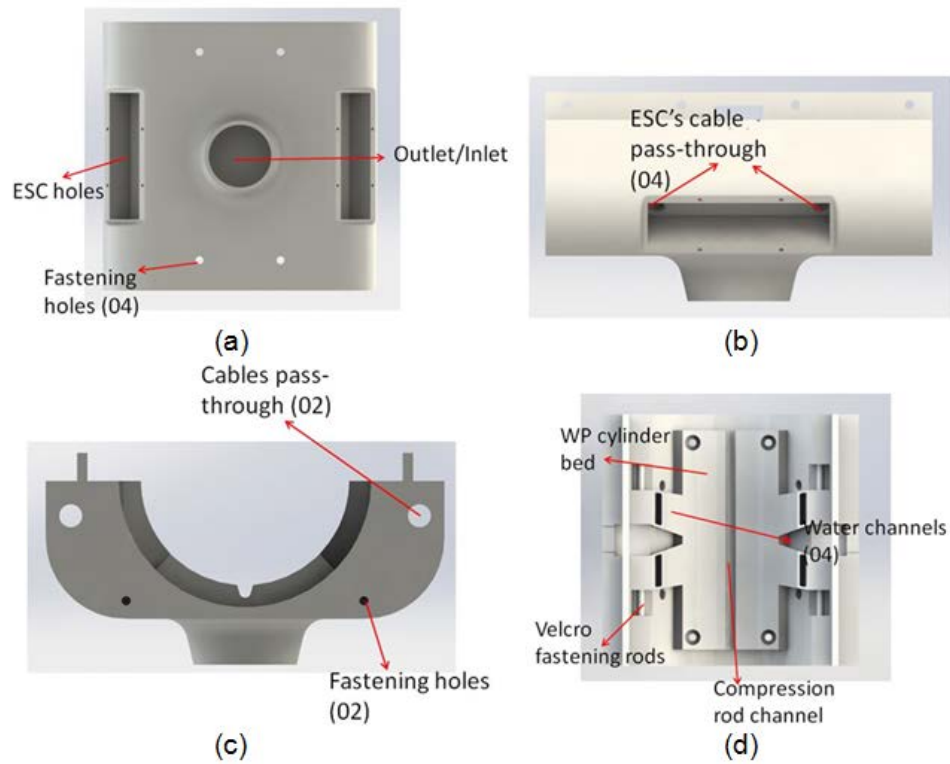 ESC holes
Outlet/Inlet
Fastening
holes (04)
(a)
ESC's cable
pass-through
(04)
(b)
Cables pass-
through (02)
Fastening holes
(02)
(c)
WP cylinder
bed
Water channels
(04)
Velcro
fastening rods
Compression
rod channel
(d)